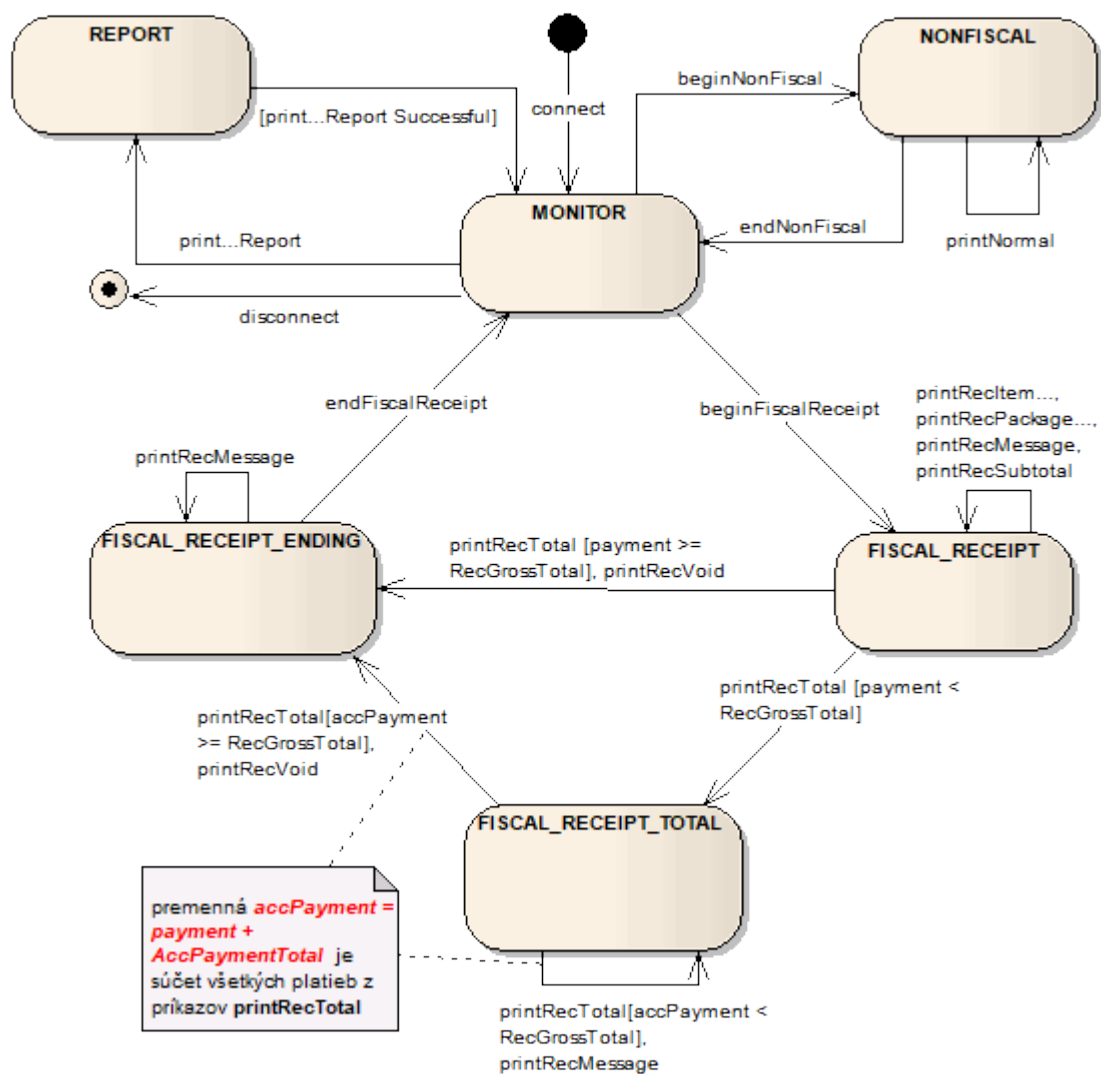 REPORT
NONFISCAL
beginNonFiscal
connect
[print...Report Successful]
MONITOR
endNonFiscal
printNormal
print...Report
disconnect
endFiscalReceipt
beginFiscalReceipt
printRecItem...,
printRecPackage...,
printRecMessage,
printRecSubtotal
printRecMessage
FISCAL_RECEIPT_ENDING
printRecTotal [payment >=
RecGrossTotal], printRecVoid
FISCAL_RECEIPT
printRecTotal [payment <
RecGrossTotal]
printRecTotal[accPayment
>= RecGrossTotal],
printRecVoid
FISCAL_RECEIPT_TOTAL
premenná accPayment =
payment +
AccPaymentTotal je
súčet všetkých platieb z
príkazov printRecTotal
printRecTotal[accPayment <
RecGrossTotal],
printRecMessage